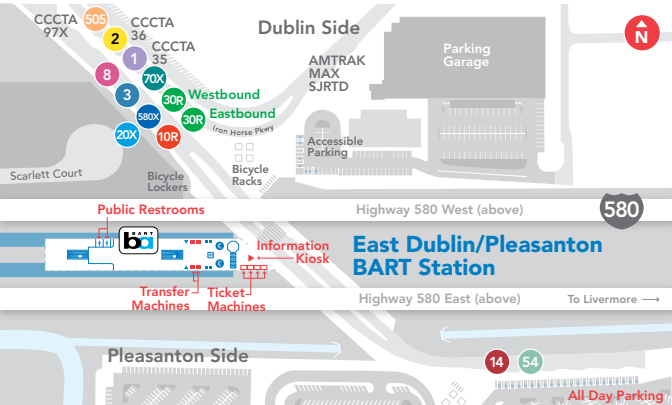 CCCTA
97X
505
CCCTA
36
2
CCCTA
35
1
Dublin Side
N
AMTRAK
MAX
SJRTD
Parking
Garage
8
70X
3
30R
Westbound
580X
30R
Eastbound
20X
10R
Iron Horse Pkwy
Accessible
Parking
Scarlett Court
Bicycle
Lockers
Bicycle
Racks
Public Restrooms
Highway 580 West (above)
580
BART
ba
Information
Kiosk
East Dublin/Pleasanton
BART Station
Transfer
Machines
Ticket
Machines
Highway 580 East (above)
To Livermore
Pleasanton Side
14
54
All Day Parking